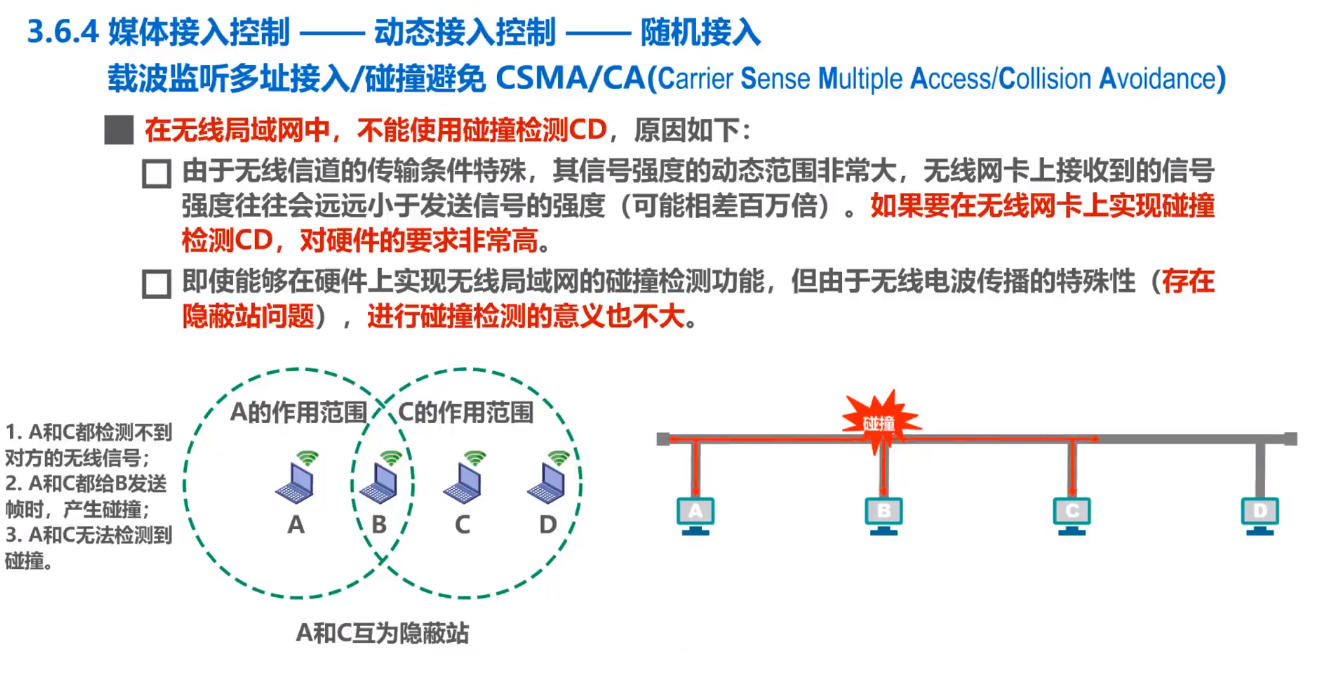 3.6.4 媒体接入控制 —— 动态接入控制 —— 随机接入
载波监听多址接入/碰撞避免 CSMA/CA(Carrier Sense Multiple Access/Collision Avoidance)
在无线局域网中，不能使用碰撞检测CD，原因如下：
由于无线信道的传输条件特殊，其信号强度的动态范围非常大，无线网卡上接收到的信号
强度往往会远远小于发送信号的强度（可能相差百万倍）。如果要在无线网卡上实现碰撞
检测CD，对硬件的要求非常高。
即使能够在硬件上实现无线局域网的碰撞检测功能，但由于无线电波传播的特殊性（存在
隐蔽站问题），进行碰撞检测的意义也不大。
1. A和C都检测不到
对方的无线信号；
2. A和C都给B发送
帧时，产生碰撞；
3. A和C无法检测到
碰撞。
A的作用范围
C的作用范围
A
B
C
D
A和C互为隐蔽站
碰撞
A
B
C
D